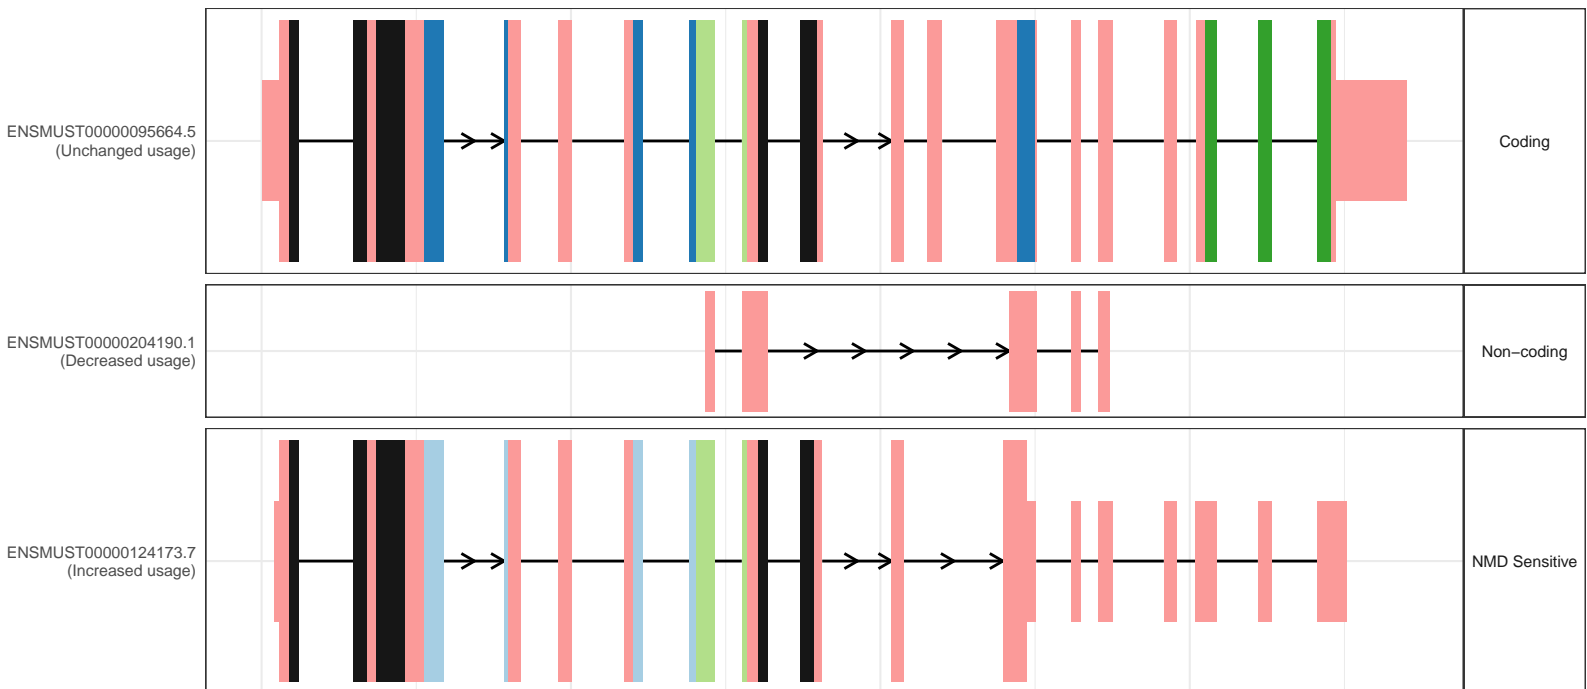 ENSMUST00000095664.5
(Unchanged usage)
Coding
ENSMUST00000204190.1
(Decreased usage)
Non−coding
ENSMUST00000124173.7
(Increased usage)
NMD Sensitive